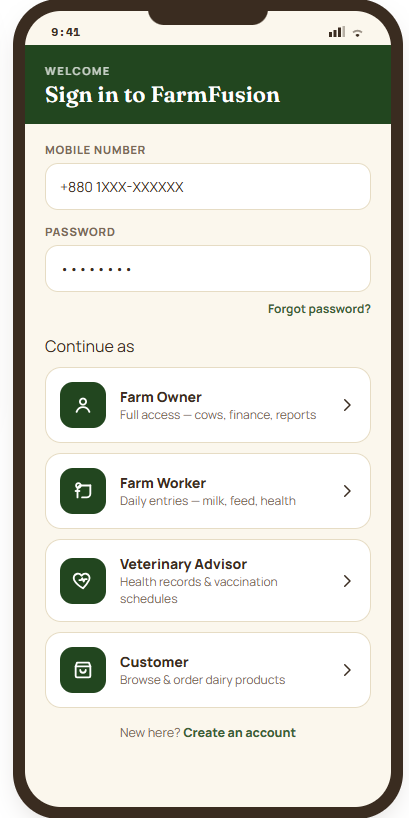 9:41
WELCOME
Sign in to FarmFusion
MOBILE NUMBER
+880 1XXX-XXXXXX
PASSWORD
••••••••
Forgot password?
Continue as
Farm Owner
Full access — cows, finance, reports
Farm Worker
Daily entries — milk, feed, health
Veterinary Advisor
Health records & vaccination
schedules
Customer
Browse & order dairy products
New here? Create an account